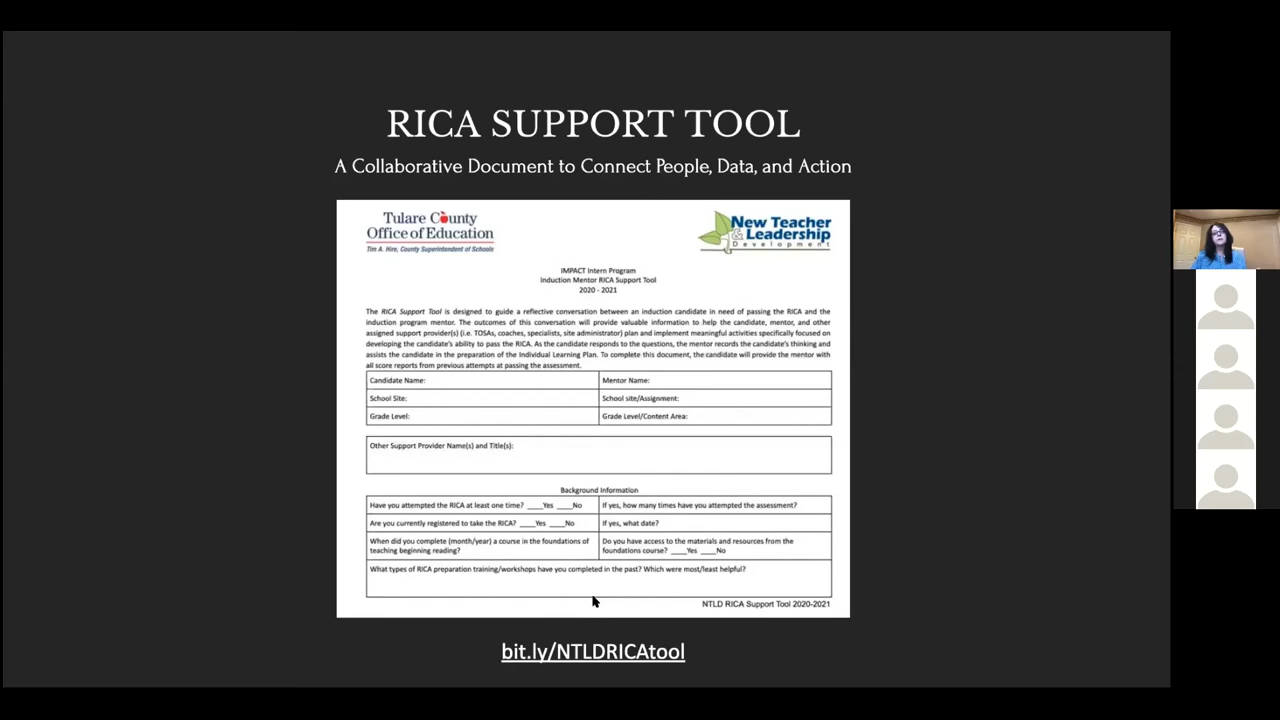 RICA SUPPORT TOOL
A Collaborative Document to Connect People, Data, and Action
Tulare County
Office of Education
Tim A. Hire, County Superintendent of Schools
New Teacher
& Leadership
Development
IMPACT Intern Program
Induction Mentor RICA Support Tool
2020 - 2021
The RICA Support Tool is designed to guide a reflective conversation between an induction candidate in need of passing the RICA and the
induction program mentor. The outcomes of this conversation will provide valuable information to help the candidate, mentor, and other
assigned support provider(s) (i.e. TOSAs, coaches, specialists, site administrator) plan and implement meaningful activities specifically focused on
developing the candidate's ability to pass the RICA. As the candidate responds to the questions, the mentor records the candidate's thinking and
assists the candidate in the preparation of the Individual Learning Plan. To complete this document, the candidate will provide the mentor with
all score reports from previous attempts at passing the assessment.
Candidate Name:
Mentor Name:
School Site:
School site/Assignment:
Grade Level:
Grade Level/Content Area:
Other Support Provider Name(s) and Title(s):
Background Information
Have you attempted the RICA at least one time? ____Yes ____No
If yes, how many times have you attempted the assessment?
Are you currently registered to take the RICA? ____Yes ____No
If yes, what date?
When did you complete (month/year) a course in the foundations of
teaching beginning reading?
Do you have access to the materials and resources from the
foundations course? ____Yes ____No
What types of RICA preparation training/workshops have you completed in the past? Which were most/least helpful?
NTLD RICA Support Tool 2020-2021
bit.ly/NTLDRICAtool